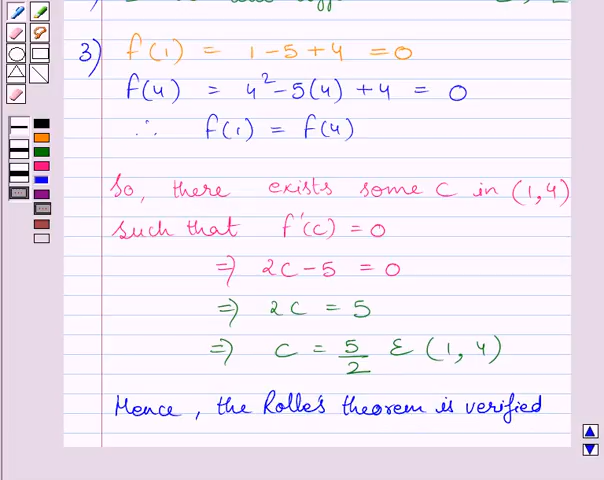 3) f(1) = 1 - 5 + 4 = 0
f(4) = 4² - 5(4) + 4 = 0
∴ f(1) = f(4)
So, there exists some C in (1, 4)
such that f'(C) = 0
⇒ 2C - 5 = 0
⇒ 2C = 5
⇒ C = 5/2 ε (1, 4)
Hence, the Rolle's theorem is verified